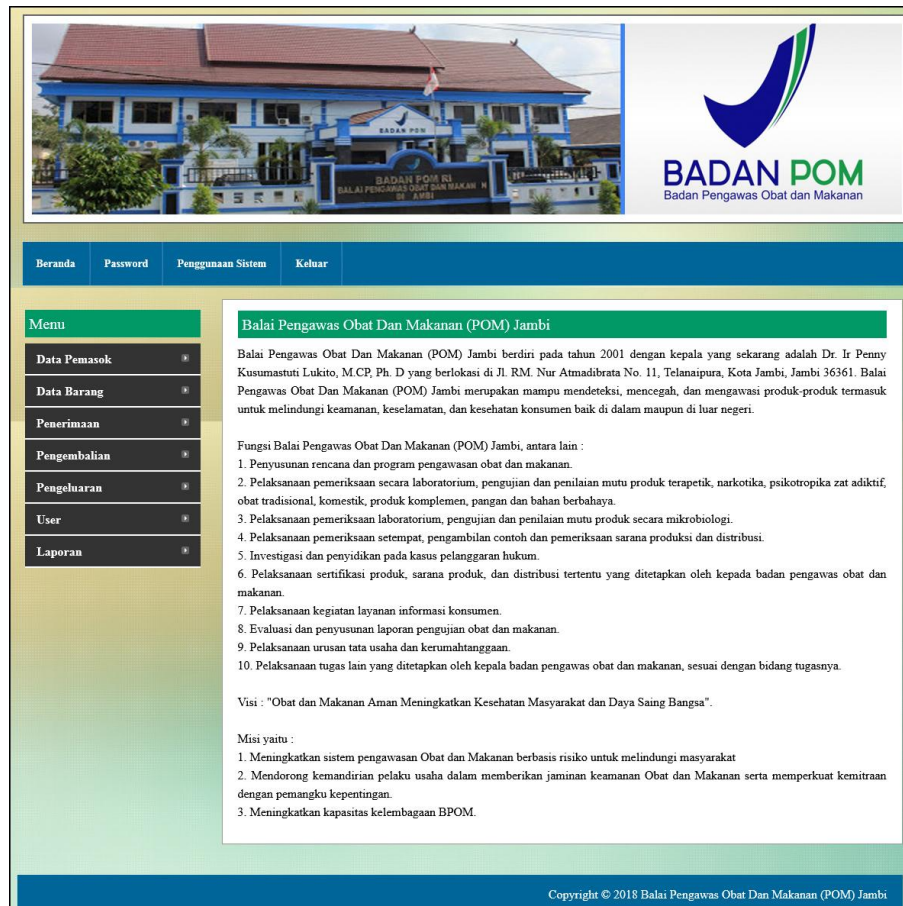 BADAN POM
BADAN POM RI
BALAI PENGAWAS OBAT DAN MAKAN N
DI AMBI
BADAN POM
Badan Pengawas Obat dan Makanan
Beranda Password Penggunaan Sistem Keluar
Menu
Data Pemasok
Data Barang
Penerimaan
Pengembalian
Pengeluaran
User
Laporan
Balai Pengawas Obat Dan Makanan (POM) Jambi
Balai Pengawas Obat Dan Makanan (POM) Jambi berdiri pada tahun 2001 dengan kepala yang sekarang adalah Dr. Ir Penny
Kusumastuti Lukito, M.CP, Ph. D yang berlokasi di Jl. RM. Nur Atmadibrata No. 11, Telanaipura, Kota Jambi, Jambi 36361. Balai
Pengawas Obat Dan Makanan (POM) Jambi merupakan mampu mendeteksi, mencegah, dan mengawasi produk-produk termasuk
untuk melindungi keamanan, keselamatan, dan kesehatan konsumen baik di dalam maupun di luar negeri.
Fungsi Balai Pengawas Obat Dan Makanan (POM) Jambi, antara lain :
1. Penyusunan rencana dan program pengawasan obat dan makanan.
2. Pelaksanaan pemeriksaan secara laboratorium, pengujian dan penilaian mutu produk terapetik, narkotika, psikotropika zat adiktif,
obat tradisional, komestik, produk komplemen, pangan dan bahan berbahaya.
3. Pelaksanaan pemeriksaan laboratorium, pengujian dan penilaian mutu produk secara mikrobiologi.
4. Pelaksanaan pemeriksaan setempat, pengambilan contoh dan pemeriksaan sarana produksi dan distribusi.
5. Investigasi dan penyidikan pada kasus pelanggaran hukum.
6. Pelaksanaan sertifikasi produk, sarana produk, dan distribusi tertentu yang ditetapkan oleh kepada badan pengawas obat dan
makanan.
7. Pelaksanaan kegiatan layanan informasi konsumen.
8. Evaluasi dan penyusunan laporan pengujian obat dan makanan.
9. Pelaksanaan urusan tata usaha dan kerumahtanggaan.
10. Pelaksanaan tugas lain yang ditetapkan oleh kepala badan pengawas obat dan makanan, sesuai dengan bidang tugasnya.
Visi : "Obat dan Makanan Aman Meningkatkan Kesehatan Masyarakat dan Daya Saing Bangsa".
Misi yaitu :
1. Meningkatkan sistem pengawasan Obat dan Makanan berbasis risiko untuk melindungi masyarakat
2. Mendorong kemandirian pelaku usaha dalam memberikan jaminan keamanan Obat dan Makanan serta memperkuat kemitraan
dengan pemangku kepentingan.
3. Meningkatkan kapasitas kelembagaan BPOM.
Copyright © 2018 Balai Pengawas Obat Dan Makanan (POM) Jambi